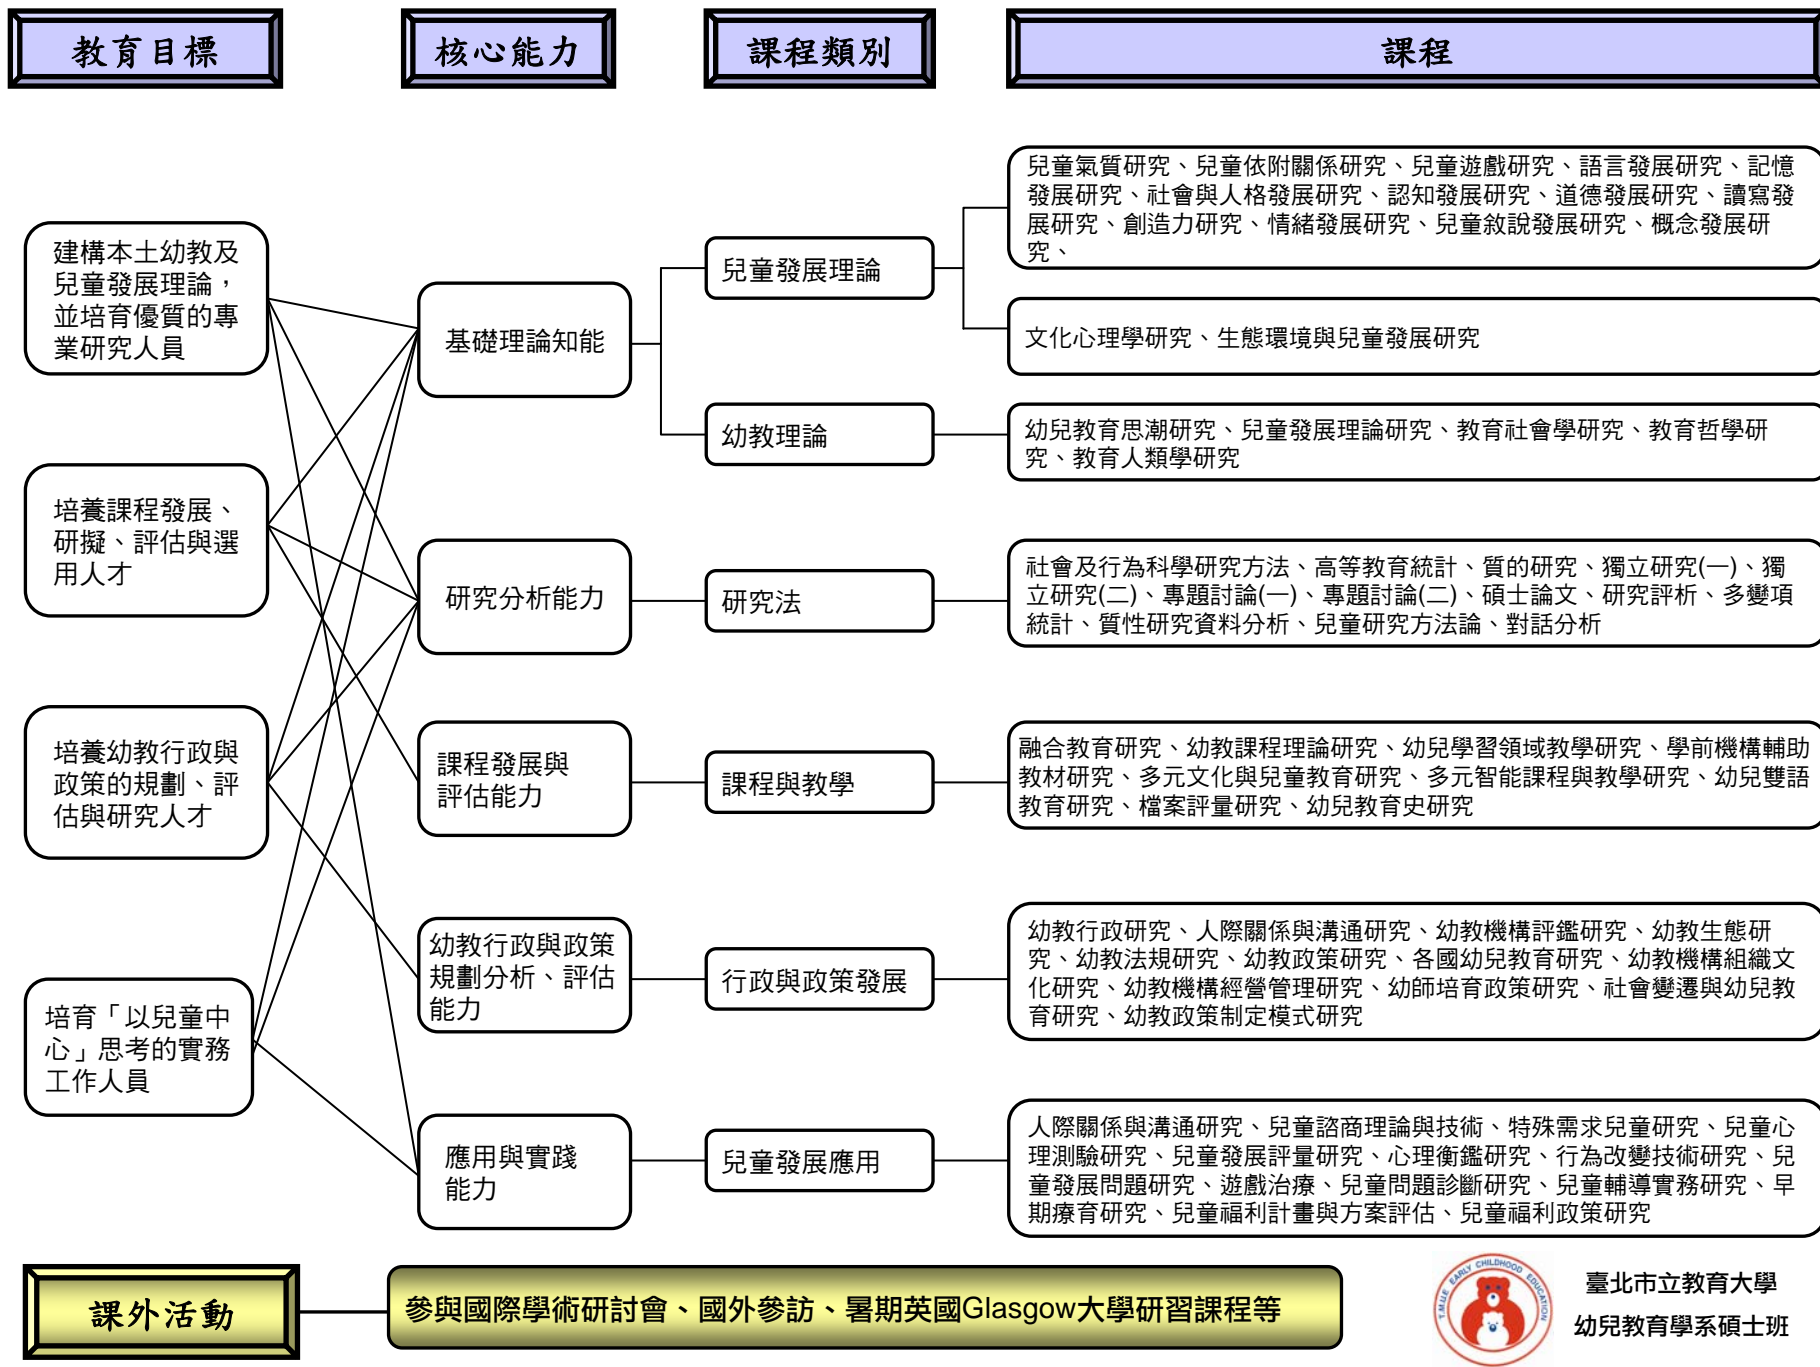 教育目標
核心能力
課程類別
課程
建構本土幼教及
兒童發展理論，
並培育優質的專
業研究人員
培養課程發展、
研擬、評估與選
用人才
培養幼教行政與
政策的規劃、評
估與研究人才
培育「以兒童中
心」思考的實務
工作人員
基礎理論知能
研究分析能力
課程發展與
評估能力
幼教行政與政策
規劃分析、評估
能力
應用與實踐
能力
兒童發展理論
幼教理論
研究法
課程與教學
行政與政策發展
兒童發展應用
兒童氣質研究、兒童依附關係研究、兒童遊戲研究、語言發展研究、記憶
發展研究、社會與人格發展研究、認知發展研究、道德發展研究、讀寫發
展研究、創造力研究、情緒發展研究、兒童敘說發展研究、概念發展研
究、
文化心理學研究、生態環境與兒童發展研究
幼兒教育思潮研究、兒童發展理論研究、教育社會學研究、教育哲學研
究、教育人類學研究
社會及行為科學研究方法、高等教育統計、質的研究、獨立研究(一)、獨
立研究(二)、專題討論(一)、專題討論(二)、碩士論文、研究評析、多變項
統計、質性研究資料分析、兒童研究方法論、對話分析
融合教育研究、幼教課程理論研究、幼兒學習領域教學研究、學前機構輔助
教材研究、多元文化與兒童教育研究、多元智能課程與教學研究、幼兒雙語
教育研究、檔案評量研究、幼兒教育史研究
幼教行政研究、人際關係與溝通研究、幼教機構評鑑研究、幼教生態研
究、幼教法規研究、幼教政策研究、各國幼兒教育研究、幼教機構組織文
化研究、幼教機構經營管理研究、幼師培育政策研究、社會變遷與幼兒教
育研究、幼教政策制定模式研究
人際關係與溝通研究、兒童諮商理論與技術、特殊需求兒童研究、兒童心
理測驗研究、兒童發展評量研究、心理衡鑑研究、行為改變技術研究、兒
童發展問題研究、遊戲治療、兒童問題診斷研究、兒童輔導實務研究、早
期療育研究、兒童福利計畫與方案評估、兒童福利政策研究
課外活動
參與國際學術研討會、國外參訪、暑期英國Glasgow大學研習課程等
T.M.U.E EARLY CHILDHOOD EDUCATION
臺北市立教育大學
幼兒教育學系碩士班